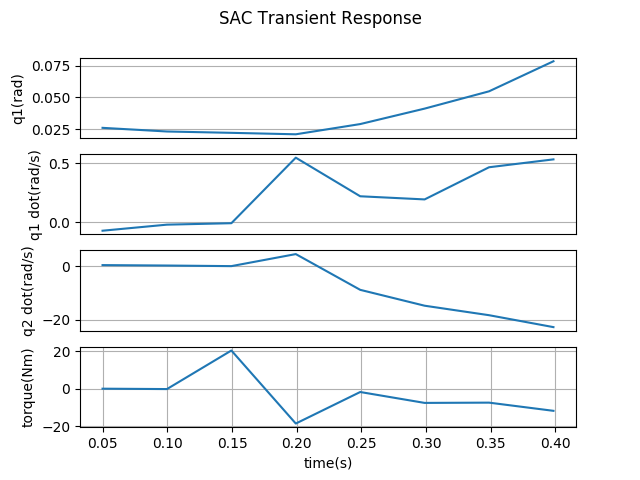 SAC Transient Response
0.075
0.050
0.025
q1(rad)
0.5
0.0
q1 dot(rad/s)
0
−20
q2 dot(rad/s)
20
0
−20
torque(Nm)
0.05 0.10 0.15 0.20 0.25 0.30 0.35 0.40
time(s)